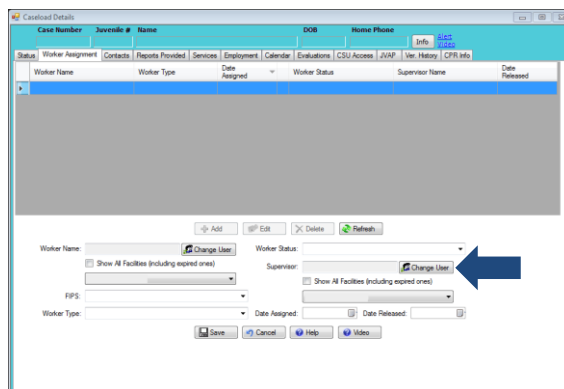 Caseload Details
Case Number Juvenile # Name DOB Home Phone
Info Alert
Video
Status Worker Assignment Contacts Reports Provided Services Employment Calendar Evaluations CSU Access JVAP Ver. History CPR Info
Worker Name Worker Type Date Assigned Worker Status Supervisor Name Date Released
Add Edit Delete Refresh
Worker Name: Change User Worker Status:
Show All Facilities (including expired ones) Supervisor: Change User
Show All Facilities (including expired ones)
FIPS:
Worker Type: Date Assigned: Date Released:
Save Cancel Help Video